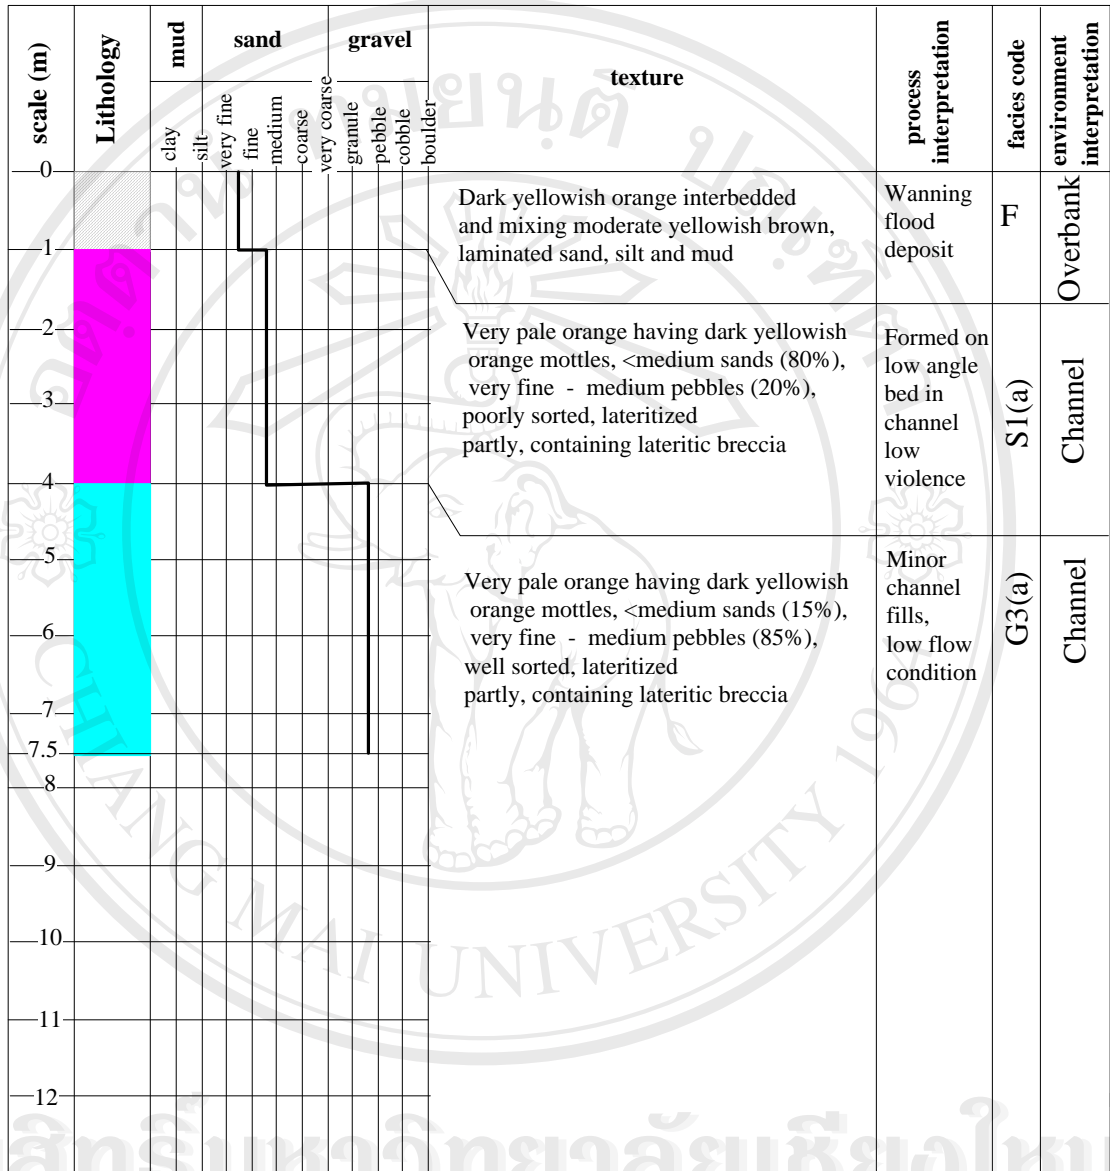 scale (m)
Lithology
mud
sand
gravel
texture
process
interpretation
facies code
environment
interpretation
clay
silt
very fine
fine
medium
coarse
very coarse
granule
pebble
cobble
boulder
0
1
2
3
4
5
6
7
7.5
8
9
10
11
12
Dark yellowish orange interbedded
and mixing moderate yellowish brown,
laminated sand, silt and mud
Wanning
flood
deposit
F
Overbank
Very pale orange having dark yellowish
orange mottles, <medium sands (80%),
very fine - medium pebbles (20%),
poorly sorted, lateritized
partly, containing lateritic breccia
Formed on
low angle
bed in
channel
low
violence
S1(a)
Channel
Very pale orange having dark yellowish
orange mottles, <medium sands (15%),
very fine - medium pebbles (85%),
well sorted, lateritized
partly, containing lateritic breccia
Minor
channel
fills,
low flow
condition
G3(a)
Channel
CHIANG MAI UNIVERSITY 1964